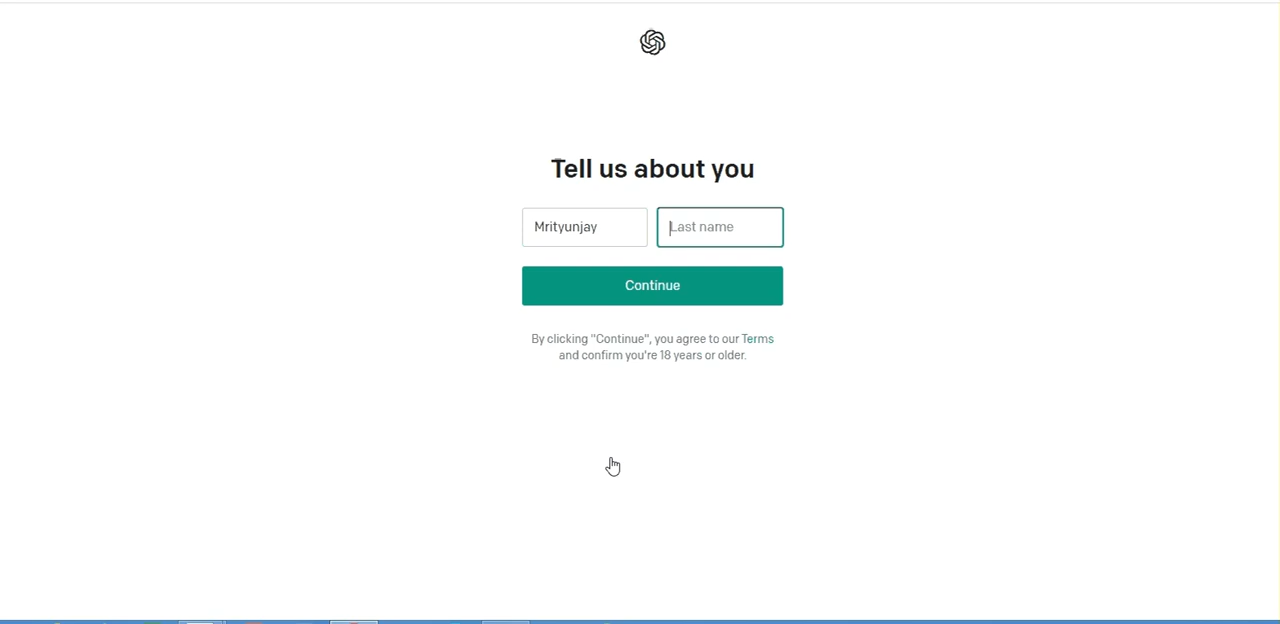 Tell us about you
Mrityunjay Last name
Continue
By clicking "Continue", you agree to our Terms
and confirm you're 18 years or older.